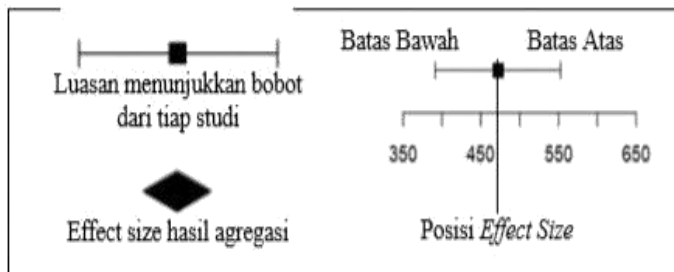 Luasan menunjukkan bobot
dari tiap studi
Effect size hasil agregasi
Batas Bawah Batas Atas
350 450 550 650
Posisi Effect Size